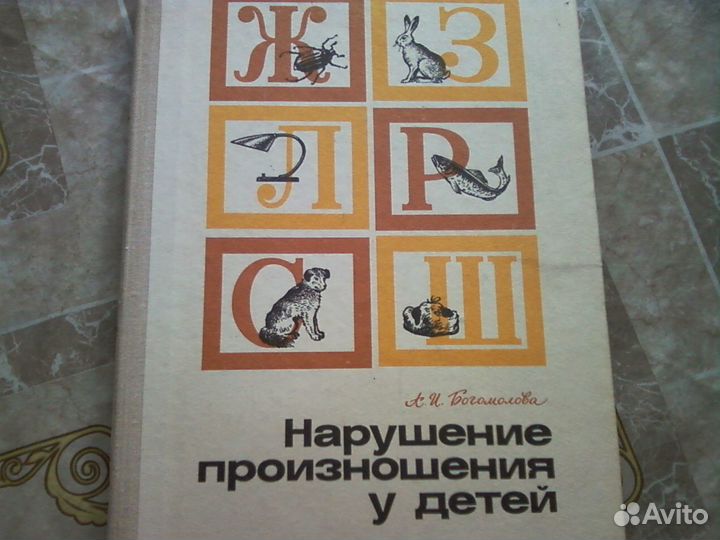 Ж З
Л Р
С Ш
А. И. Богомолова
Нарушение
произношения
у детей
Avito